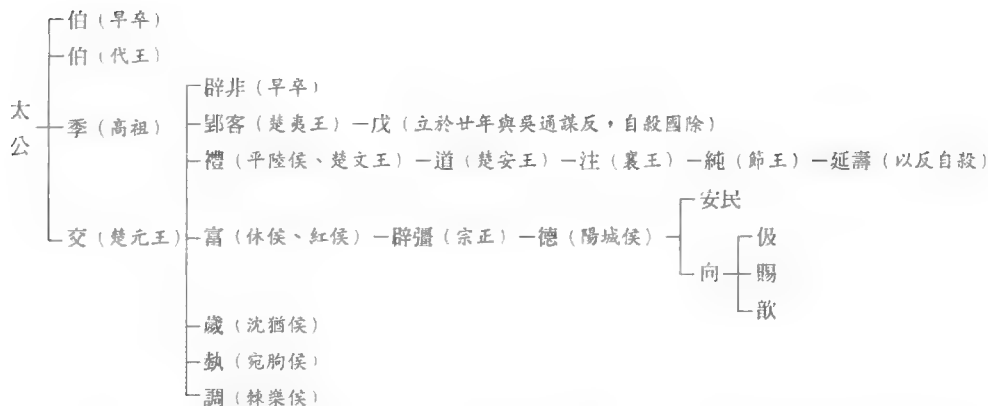 太公
伯（早卒）
伯（代王）
季（高祖）
交（楚元王）
辟非（早卒）
郢客（楚夷王）—戊（立於廿年與吳通謀反，自殺國除）
禮（平陸侯、楚文王）—道（楚安王）—注（襄王）—純（節王）—延壽（以反自殺）
富（休侯、紅侯）—辟彊（宗正）—德（陽城侯）
安民
向
伋
賜
歆
歲（沈猶侯）
埶（宛朐侯）
調（棘樂侯）